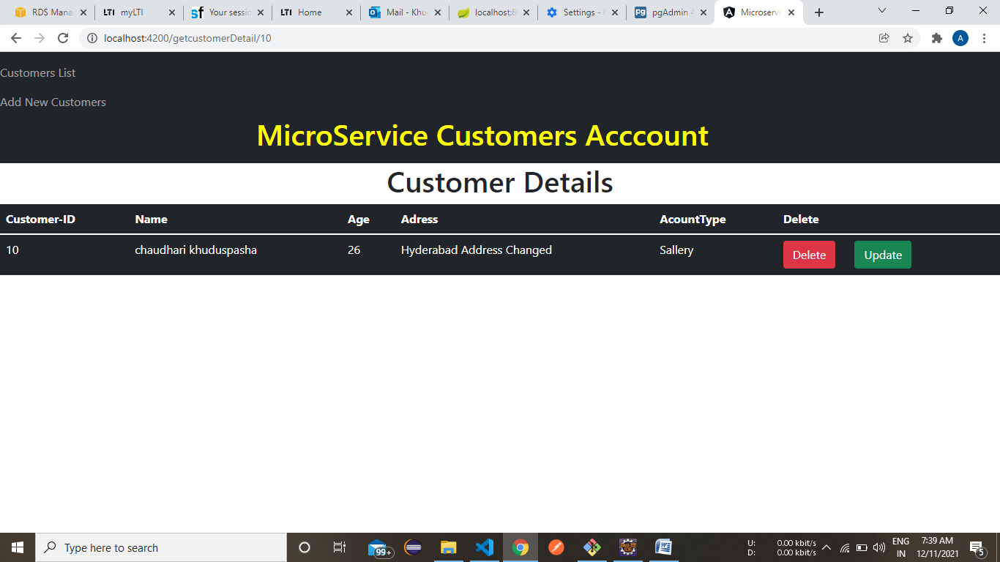 RDS Mana
LTI myLTI
sf Your sessio
LTI Home
Mail - Khu
localhost:8
Settings -
pg pgAdmin 4
Microservi
localhost:4200/getcustomerDetail/10
A
Customers List
Add New Customers
MicroService Customers Acccount
Customer Details
Customer-ID Name Age Adress AcountType Delete
10 chaudhari khuduspasha 26 Hyderabad Address Changed Sallery Delete Update
Type here to search
99+
U: 0.00 kbit/s
D: 0.00 kbit/s
ENG
IN
7:39 AM
12/11/2021
5